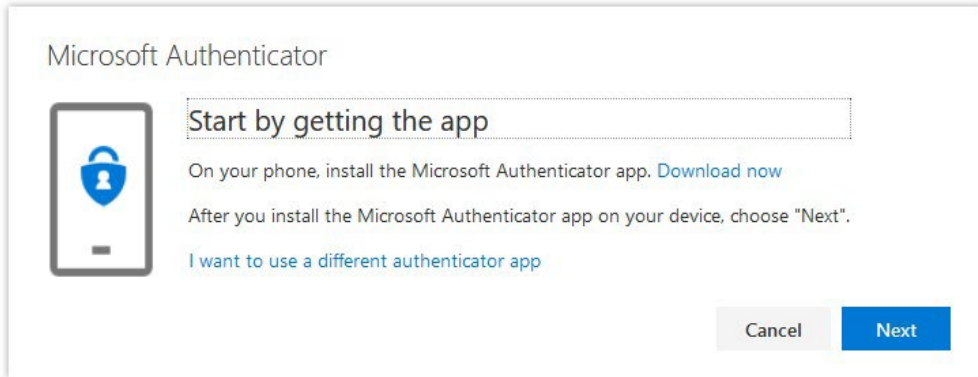 Microsoft Authenticator
Start by getting the app
On your phone, install the Microsoft Authenticator app. Download now
After you install the Microsoft Authenticator app on your device, choose "Next".
I want to use a different authenticator app
Cancel Next